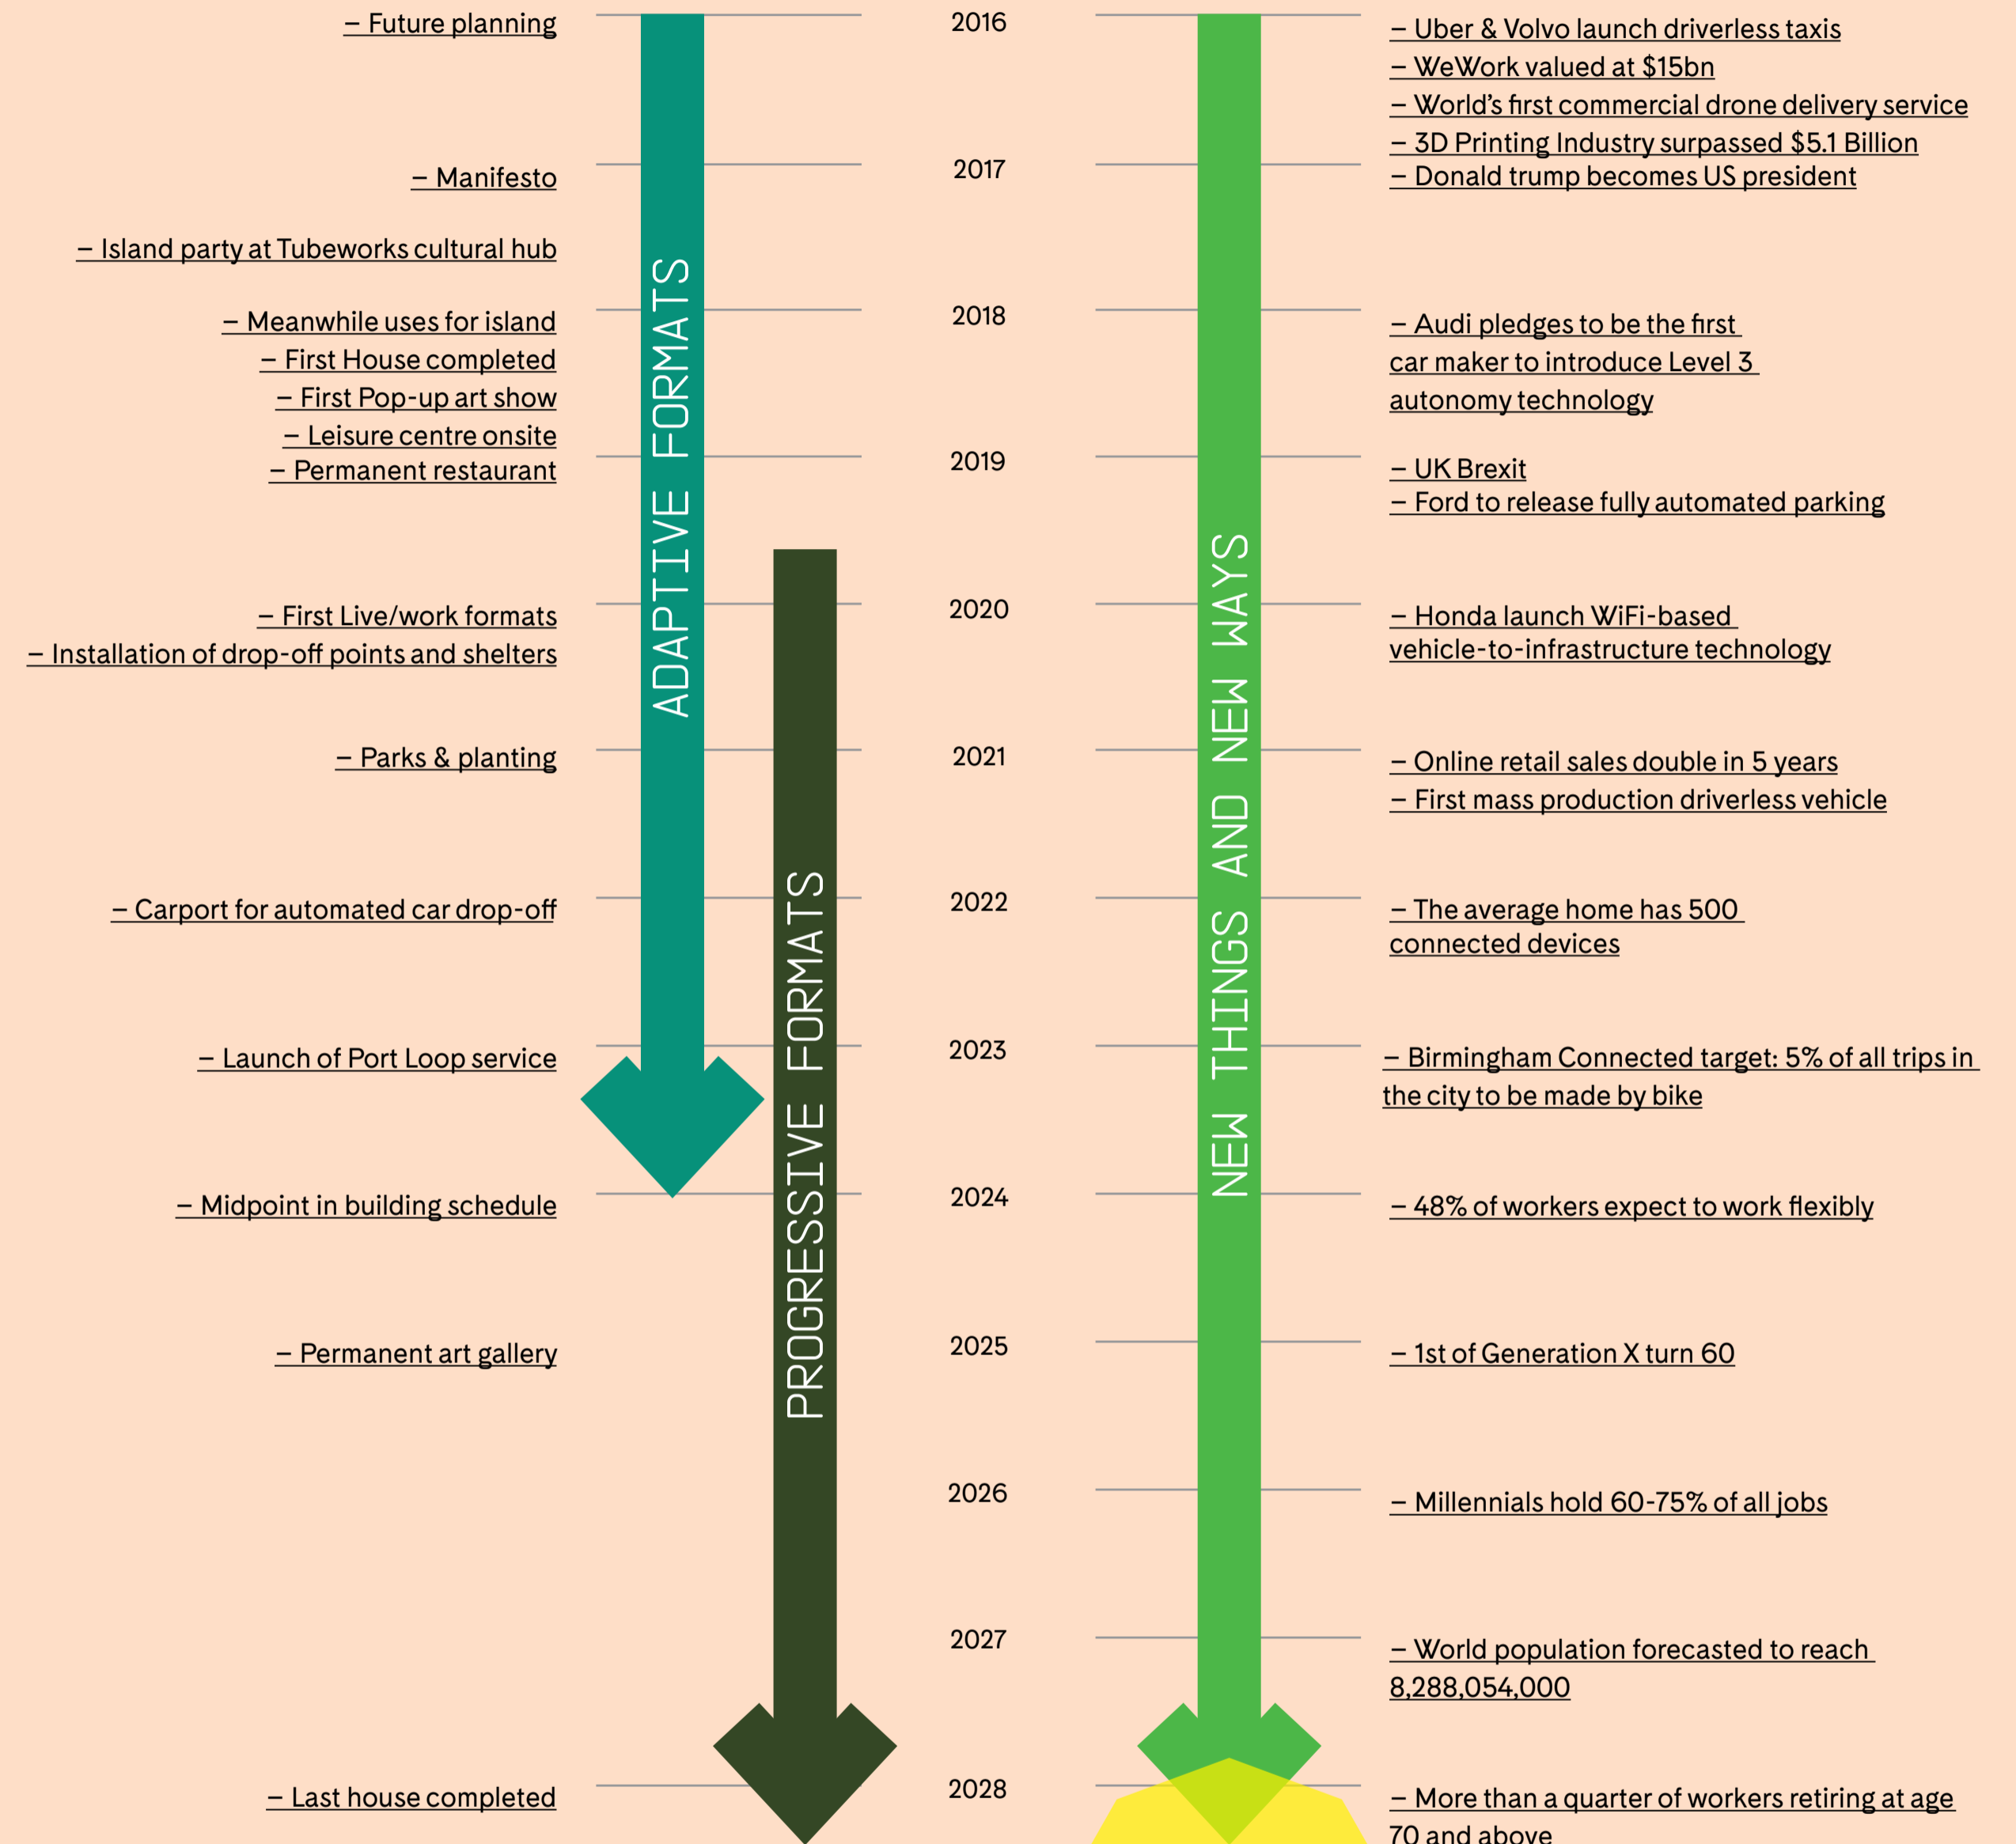 – Future planning
2016
– Uber & Volvo launch driverless taxis
– WeWork valued at $15bn
– World’s first commercial drone delivery service
– 3D Printing Industry surpassed $5.1 Billion
– Manifesto
2017
– Donald trump becomes US president
– Island party at Tubeworks cultural hub
– Meanwhile uses for island
– First House completed
– First Pop-up art show
– Leisure centre onsite
2018
– Audi pledges to be the first
car maker to introduce Level 3
autonomy technology
– Permanent restaurant
2019
– UK Brexit
– Ford to release fully automated parking
ADAPTIVE FORMATS
– First Live/work formats
– Installation of drop-off points and shelters
2020
– Honda launch WiFi-based
vehicle-to-infrastructure technology
– Parks & planting
2021
– Online retail sales double in 5 years
– First mass production driverless vehicle
NEW THINGS AND NEW WAYS
– Carport for automated car drop-off
2022
– The average home has 500
connected devices
PROGRESSIVE FORMATS
– Launch of Port Loop service
2023
– Birmingham Connected target: 5% of all trips in
the city to be made by bike
– Midpoint in building schedule
2024
– 48% of workers expect to work flexibly
– Permanent art gallery
2025
– 1st of Generation X turn 60
2026
– Millennials hold 60-75% of all jobs
2027
– World population forecasted to reach
8,288,054,000
– Last house completed
2028
– More than a quarter of workers retiring at age
70 and above